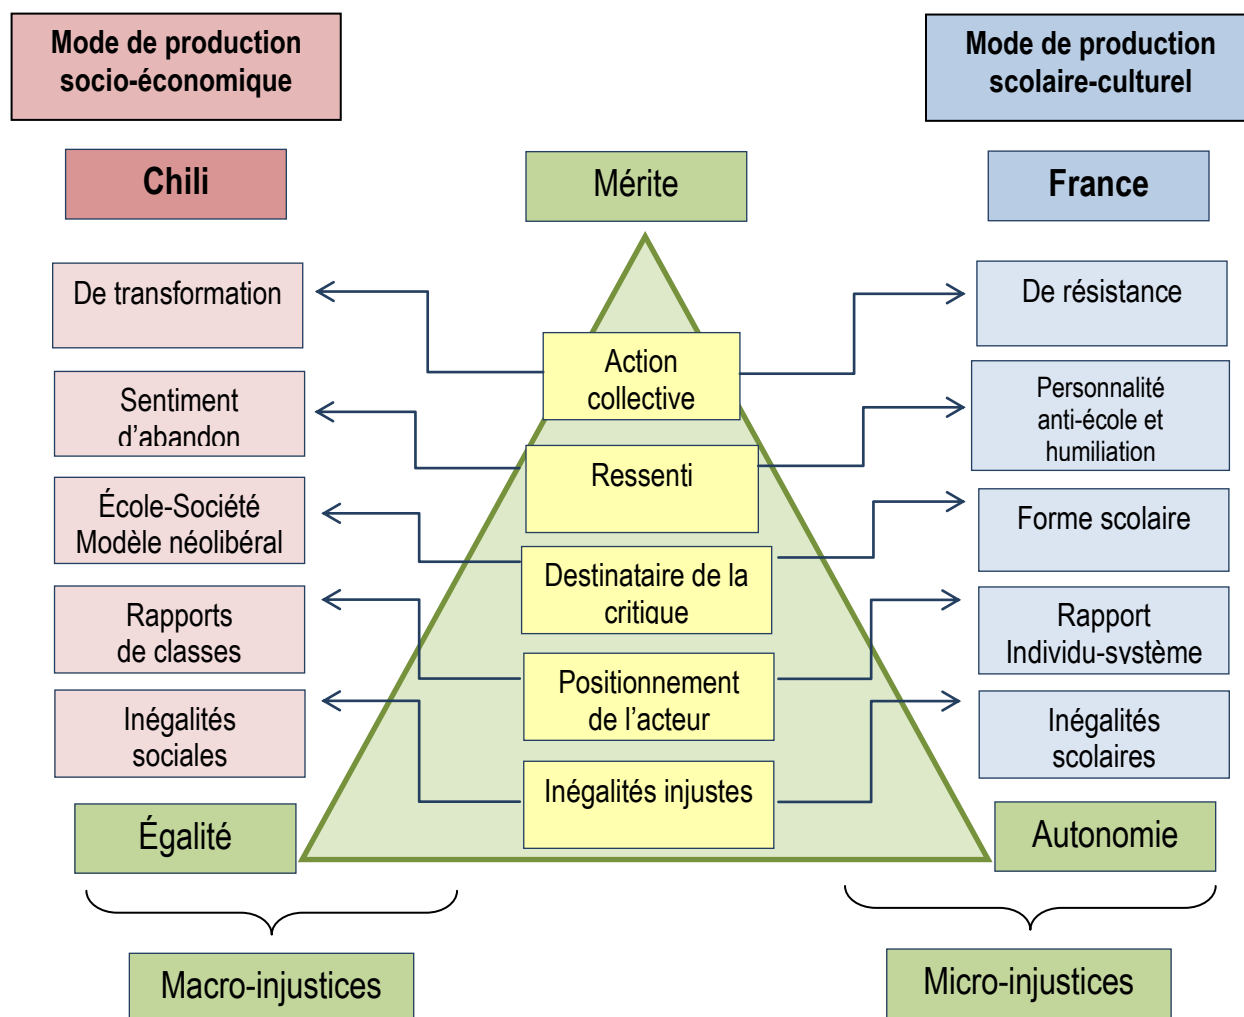 Mode de production
socio-économique
Mode de production
scolaire-culturel
Chili
Mérite
France
De transformation
De résistance
Action
collective
Sentiment
d’abandon
Personnalité
anti-école et
humiliation
Ressenti
École-Société
Modèle néolibéral
Forme scolaire
Destinataire de la
critique
Rapports
de classes
Rapport
Individu-système
Positionnement
de l’acteur
Inégalités
sociales
Inégalités
scolaires
Inégalités injustes
Égalité
Autonomie
Macro-injustices
Micro-injustices